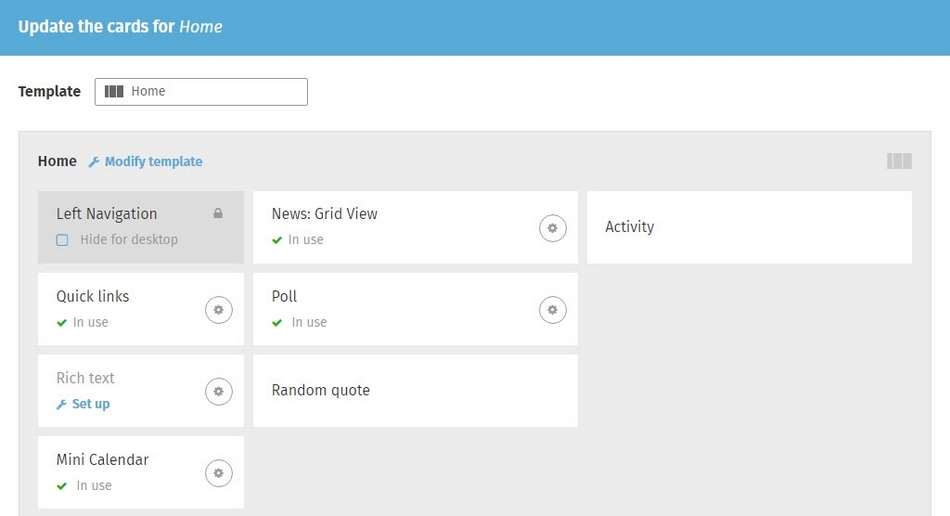 Update the cards for Home
Template Home
Home Modify template
Left Navigation
Hide for desktop
News: Grid View
In use
Activity
Quick links
In use
Poll
In use
Rich text
Set up
Random quote
Mini Calendar
In use